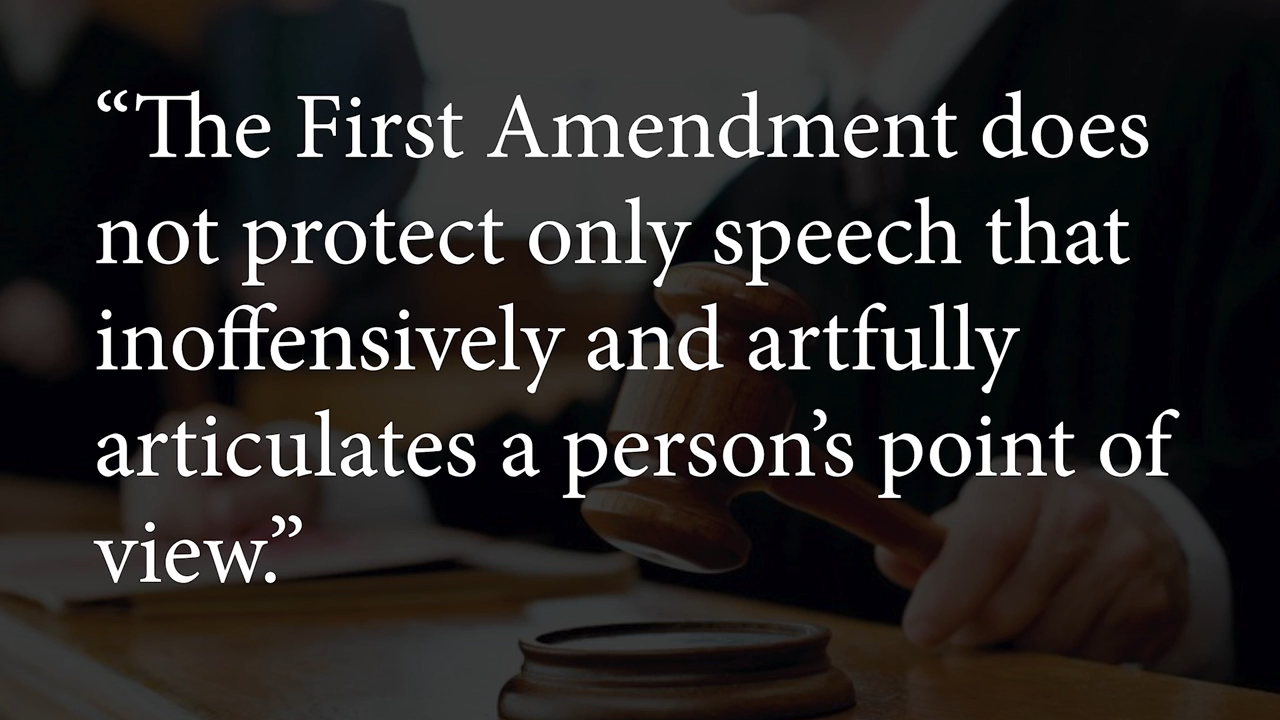 “The First Amendment does
not protect only speech that
inoffensively and artfully
articulates a person’s point of
view.”